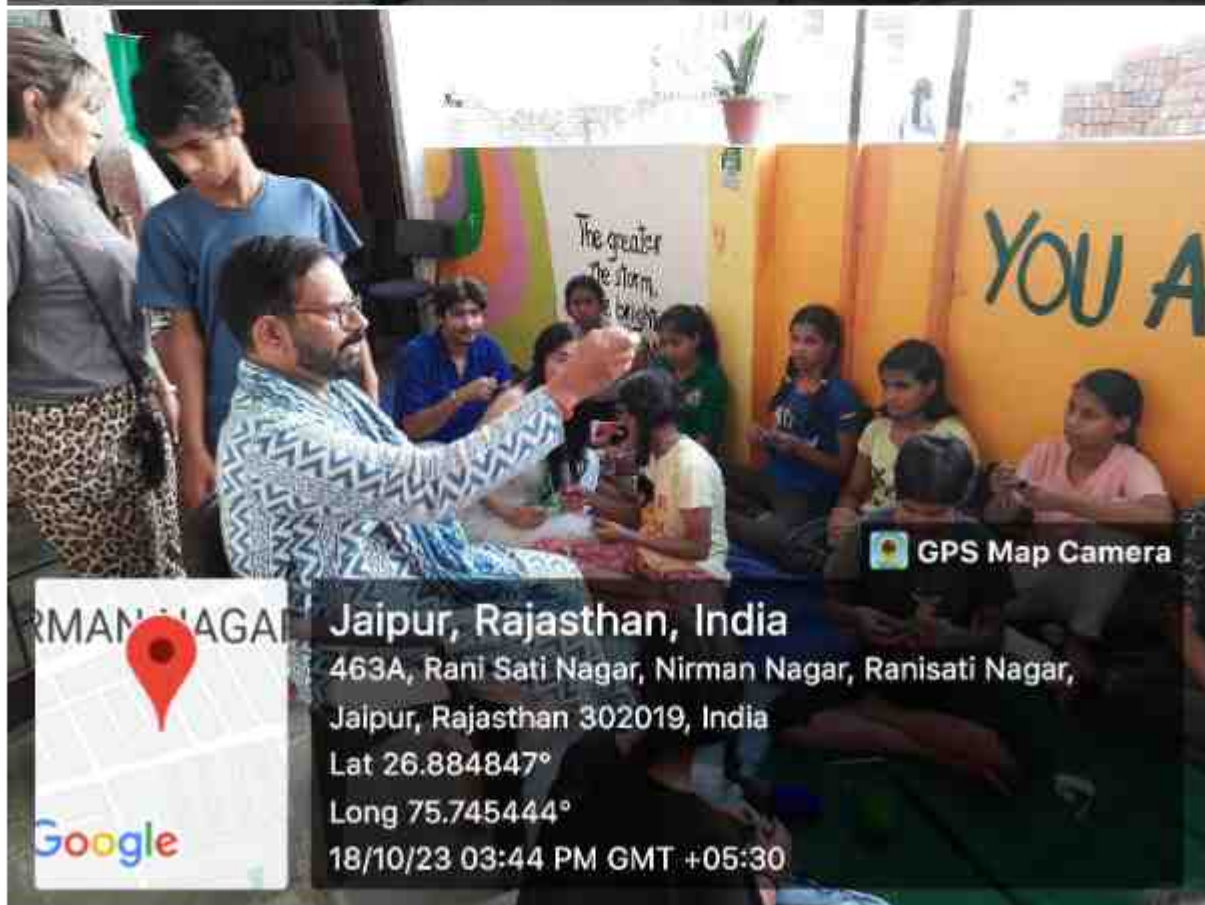 The greater
the storm,
YOU A
GPS Map Camera
RMAN NAGAR
Jaipur, Rajasthan, India
463A, Rani Sati Nagar, Nirman Nagar, Ranisati Nagar,
Jaipur, Rajasthan 302019, India
Lat 26.884847°
Long 75.745444°
18/10/23 03:44 PM GMT +05:30
Google